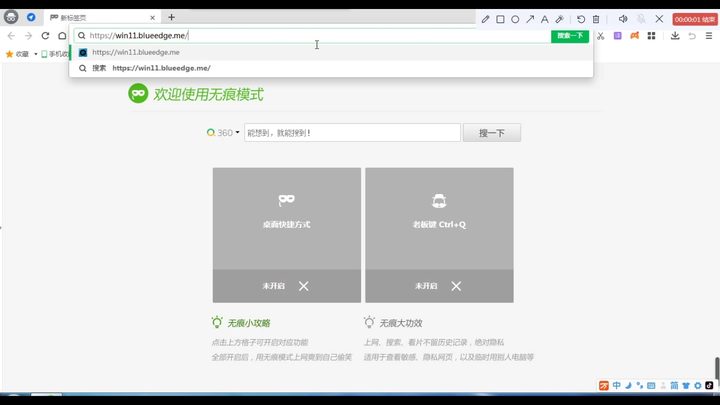 新标签页
00:00:01 结束
https://win11.blueedge.me/
搜索一下
https://win11.blueedge.me
搜索 https://win11.blueedge.me/
收藏
手机收
欢迎使用无痕模式
360
能想到，就能搜到！
搜一下
桌面快捷方式
老板键 Ctrl+Q
未开启
未开启
无痕小攻略
无痕大功效
点击上方格子可开启对应功能
上网、搜索、看片不留历史记录，绝对隐私
全部开启后，用无痕模式上网爽到自己偷笑
适用于查看敏感、隐私网页，以及临时用别人电脑等
中
简